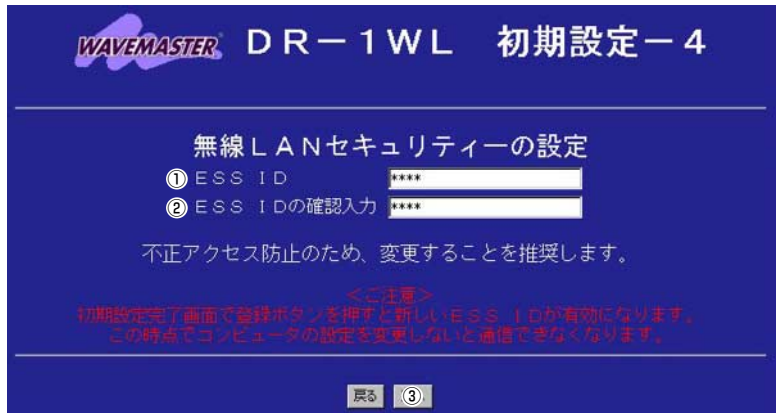 WAVEMASTER DR－1WL 初期設定－4
無線LANセキュリティーの設定
① ESS ID ****
② ESS IDの確認入力 ****
不正アクセス防止のため、変更することを推奨します。
＜ご注意＞
初期設定完了画面で登録ボタンを押すと新しいESS IDが有効になります。
この時点でコンピュータの設定を変更しないと通信できなくなります。
戻る ③